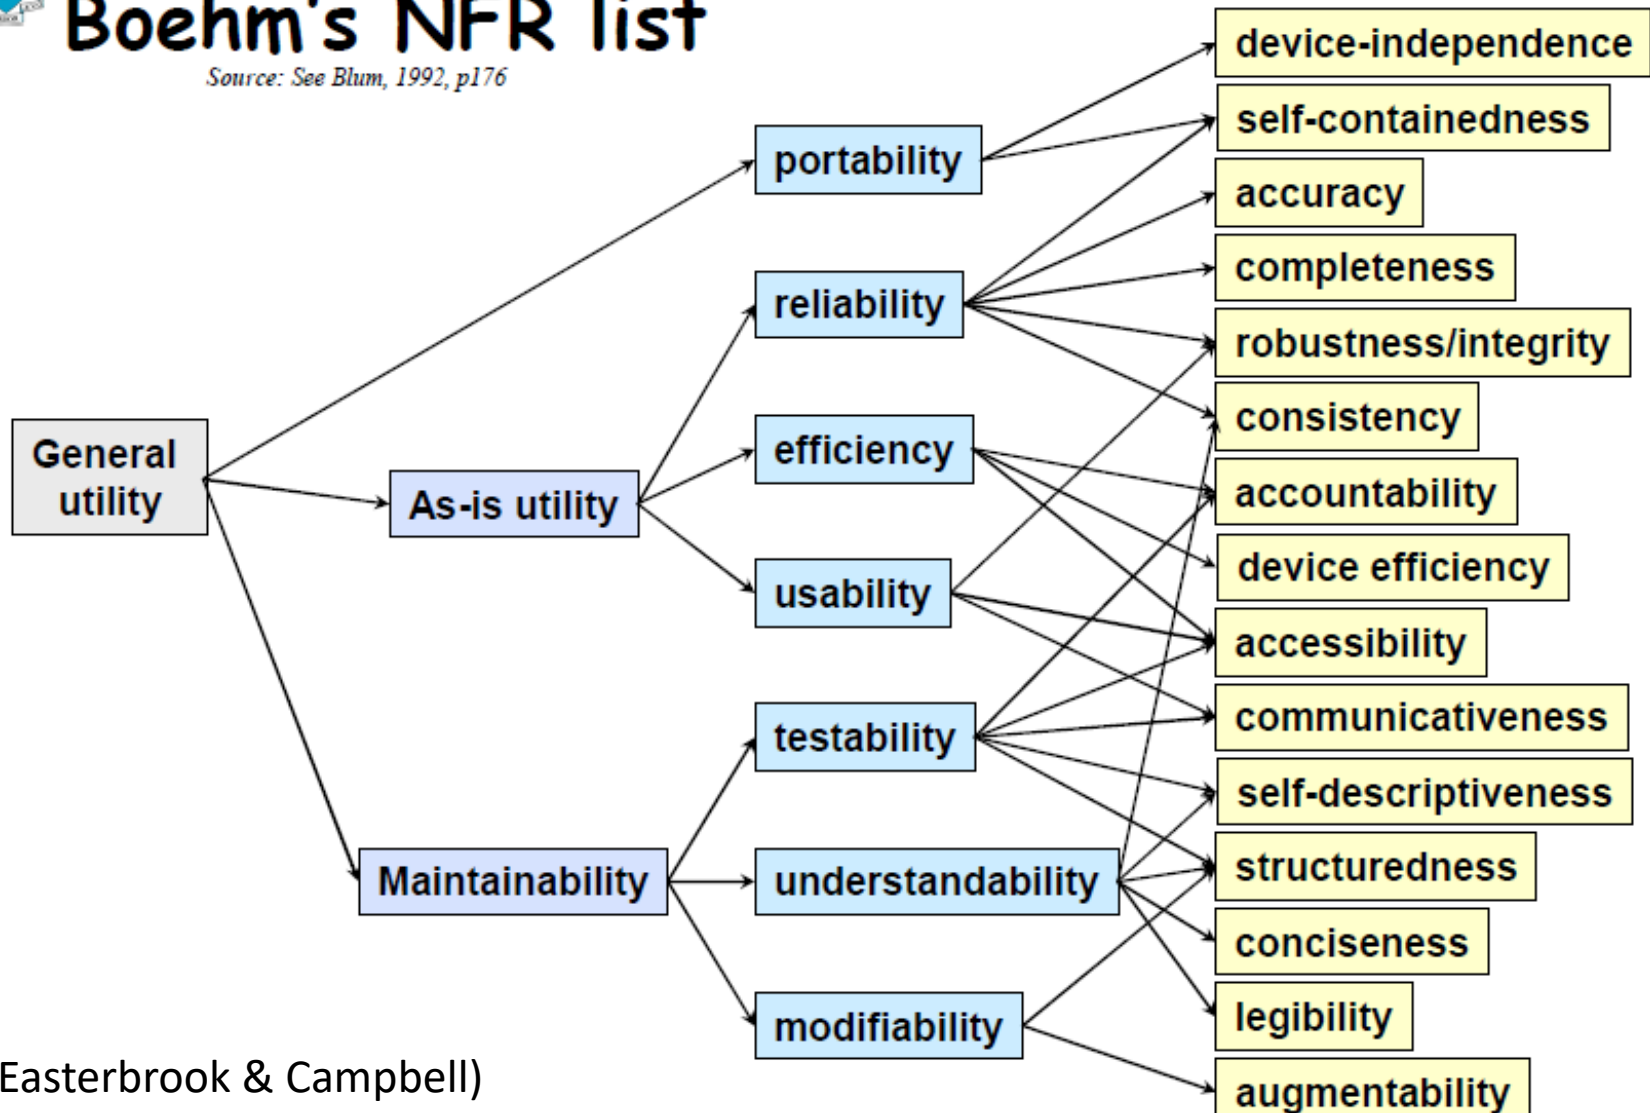 Boehm's NFR list
Source: See Blum, 1992, p176
General
utility
As-is utility
Maintainability
portability
reliability
efficiency
usability
testability
understandability
modifiability
device-independence
self-containedness
accuracy
completeness
robustness/integrity
consistency
accountability
device efficiency
accessibility
communicativeness
self-descriptiveness
structuredness
conciseness
legibility
augmentability
Easterbrook & Campbell)